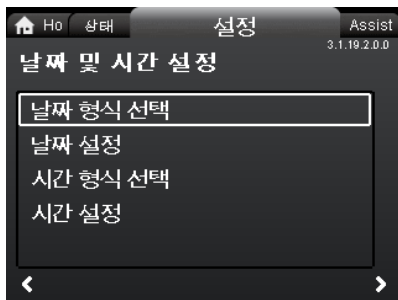 Ho 상태 설정 Assist
3.1.19.2.0.0
날짜 및 시간 설정
날짜 형식 선택
날짜 설정
시간 형식 선택
시간 설정